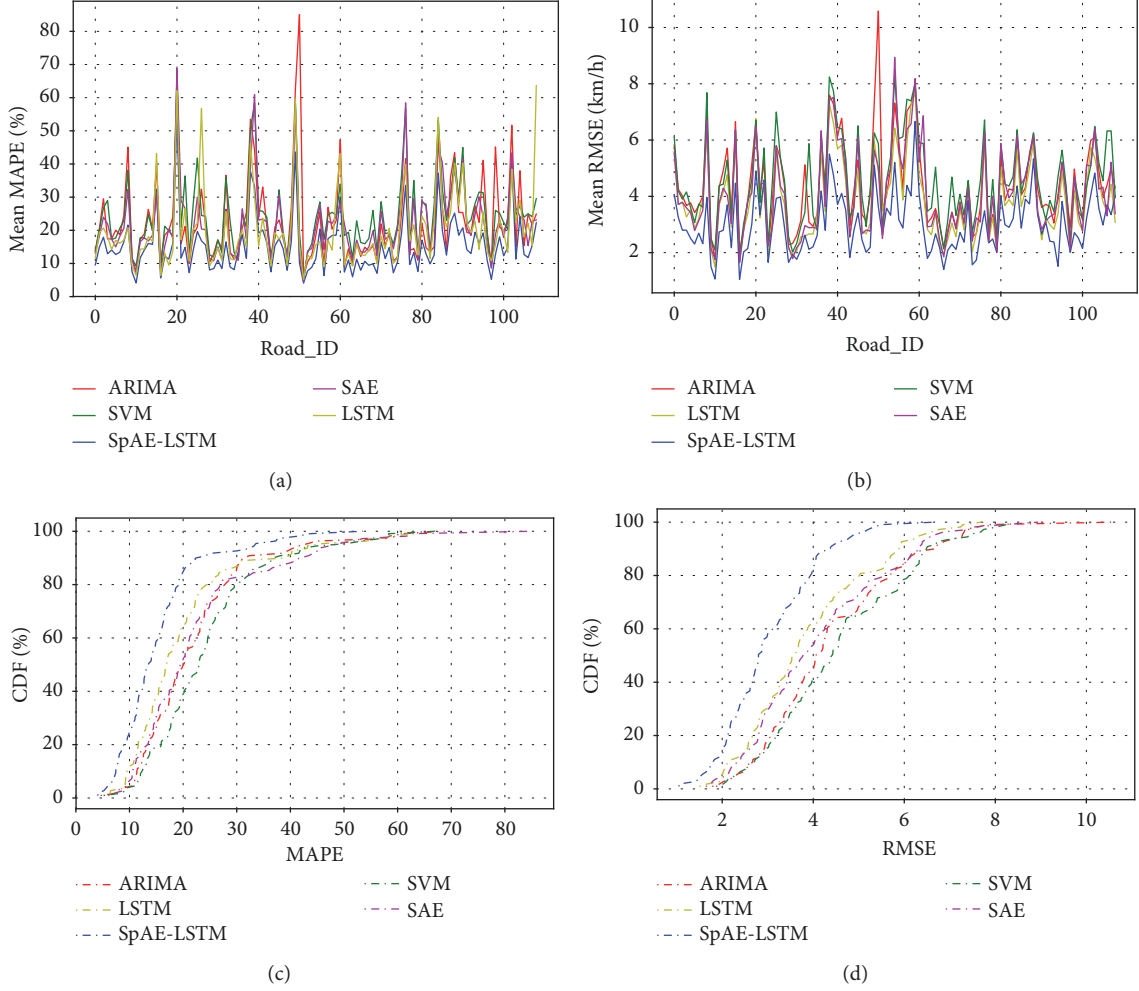 80
70
60
50
40
30
20
10
0
Mean MAPE (%)
0 20 40 60 80 100
Road_ID
ARIMA
SVM
SpAE-LSTM
SAE
LSTM
(a)
10
8
6
4
2
Mean RMSE (km/h)
0 20 40 60 80 100
Road_ID
ARIMA
LSTM
SpAE-LSTM
SVM
SAE
(b)
100
80
60
40
20
0
CDF (%)
0 10 20 30 40 50 60 70 80
MAPE
ARIMA
LSTM
SpAE-LSTM
SVM
SAE
(c)
100
80
60
40
20
0
CDF (%)
2 4 6 8 10
RMSE
ARIMA
LSTM
SpAE-LSTM
SVM
SAE
(d)